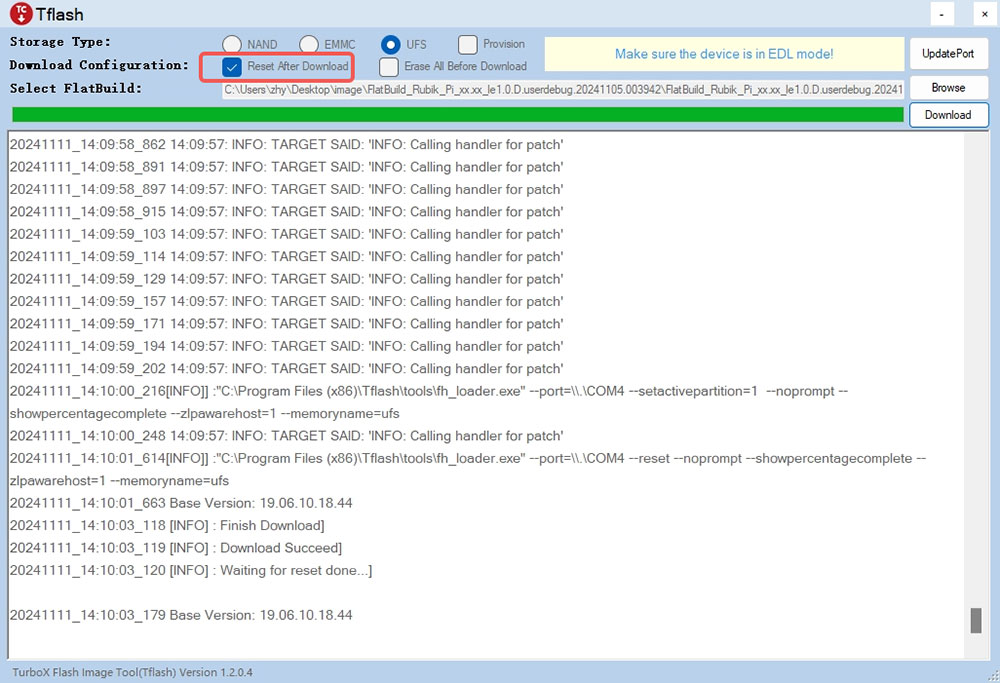 TC Tflash
- ×
Storage Type: NAND EMMC UFS Provision
Make sure the device is in EDL mode!
UpdatePort
Download Configuration: Reset After Download Erase All Before Download
Select FlatBuild: C:\Users\zhy\Desktop\image\FlatBuild_Rubik_Pi_xx.xx_le1.0.D.userdebug.20241105.003942\FlatBuild_Rubik_Pi_xx.xx_le1.0.D.userdebug.20241 Browse
Download
20241111_14:09:58_862 14:09:57: INFO: TARGET SAID: 'INFO: Calling handler for patch'
20241111_14:09:58_891 14:09:57: INFO: TARGET SAID: 'INFO: Calling handler for patch'
20241111_14:09:58_897 14:09:57: INFO: TARGET SAID: 'INFO: Calling handler for patch'
20241111_14:09:58_915 14:09:57: INFO: TARGET SAID: 'INFO: Calling handler for patch'
20241111_14:09:59_103 14:09:57: INFO: TARGET SAID: 'INFO: Calling handler for patch'
20241111_14:09:59_114 14:09:57: INFO: TARGET SAID: 'INFO: Calling handler for patch'
20241111_14:09:59_129 14:09:57: INFO: TARGET SAID: 'INFO: Calling handler for patch'
20241111_14:09:59_157 14:09:57: INFO: TARGET SAID: 'INFO: Calling handler for patch'
20241111_14:09:59_171 14:09:57: INFO: TARGET SAID: 'INFO: Calling handler for patch'
20241111_14:09:59_194 14:09:57: INFO: TARGET SAID: 'INFO: Calling handler for patch'
20241111_14:09:59_202 14:09:57: INFO: TARGET SAID: 'INFO: Calling handler for patch'
20241111_14:10:00_216[INFO]] :"C:\Program Files (x86)\Tflash\tools\fh_loader.exe" --port=\\.\COM4 --setactivepartition=1  --noprompt --
showpercentagecomplete --zlpawarehost=1 --memoryname=ufs
20241111_14:10:00_248 14:09:57: INFO: TARGET SAID: 'INFO: Calling handler for patch'
20241111_14:10:01_614[INFO]] :"C:\Program Files (x86)\Tflash\tools\fh_loader.exe" --port=\\.\COM4 --reset --noprompt --showpercentagecomplete --
zlpawarehost=1 --memoryname=ufs
20241111_14:10:01_663 Base Version: 19.06.10.18.44
20241111_14:10:03_118 [INFO] : Finish Download]
20241111_14:10:03_119 [INFO] : Download Succeed]
20241111_14:10:03_120 [INFO] : Waiting for reset done...]
20241111_14:10:03_179 Base Version: 19.06.10.18.44
TurboX Flash Image Tool(Tflash) Version 1.2.0.4